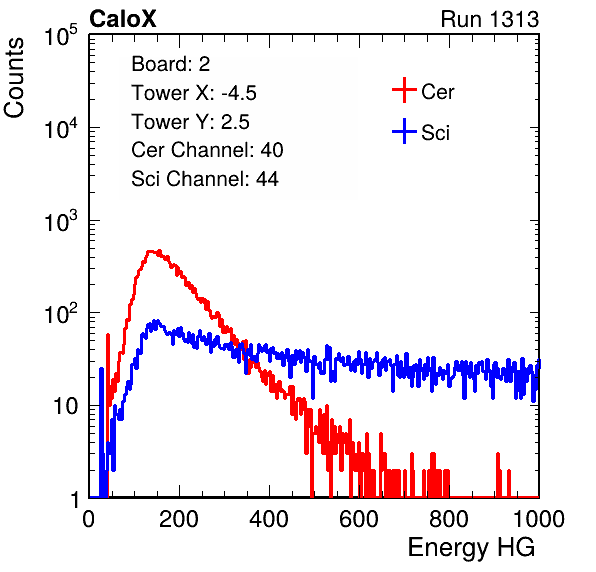 CaloX Run 1313
Counts
Board: 2
Tower X: -4.5
Tower Y: 2.5
Cer Channel: 40
Sci Channel: 44
Cer
Sci
10^5
10^4
10^3
10^2
10
1
0 200 400 600 800 1000
Energy HG